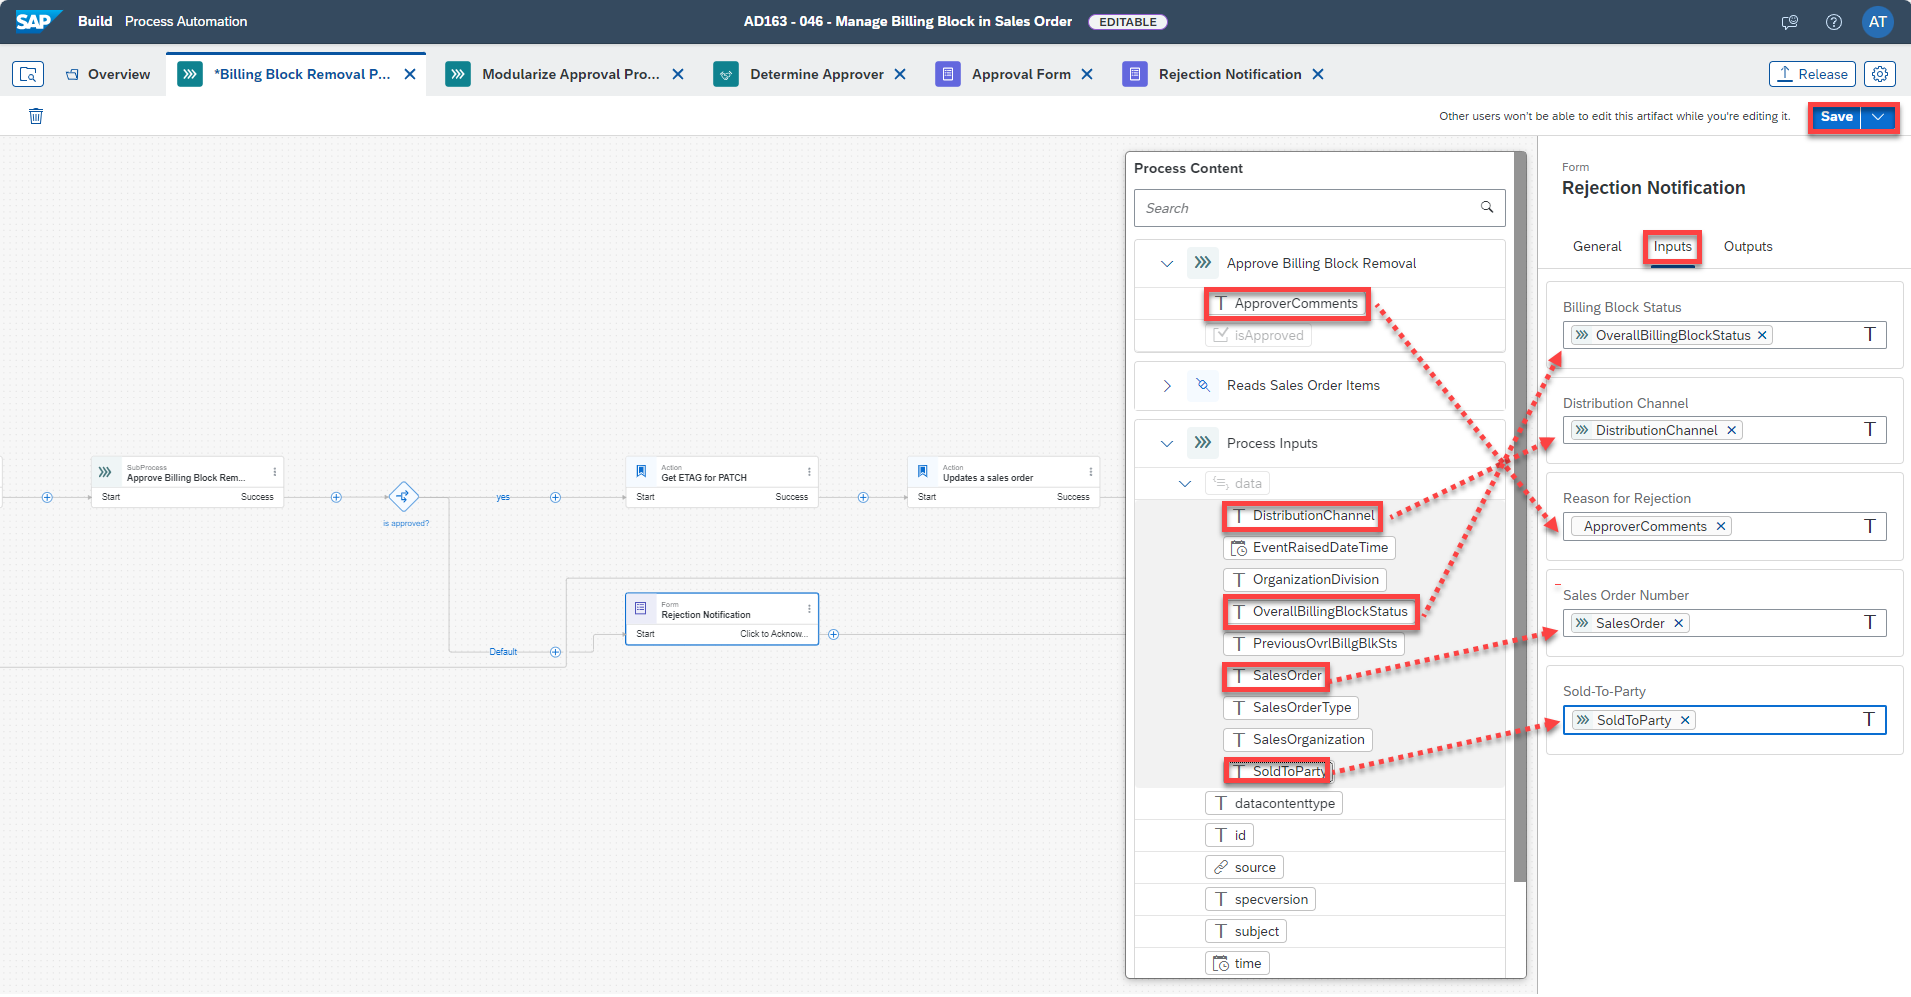 SAP Build Process Automation
AD163 - 046 - Manage Billing Block in Sales Order EDITABLE
AT
Overview
*Billing Block Removal P...
Modularize Approval Pro...
Determine Approver
Approval Form
Rejection Notification
Release
Other users won't be able to edit this artifact while you're editing it.
Save
SubProcess
Approve Billing Block Rem...
Start Success
is approved?
yes
Default
Action
Get ETAG for PATCH
Start Success
Action
Updates a sales order
Start Success
Form
Rejection Notification
Start Click to Acknow...
Process Content
Search
Approve Billing Block Removal
ApproverComments
isApproved
Reads Sales Order Items
Process Inputs
data
DistributionChannel
EventRaisedDateTime
OrganizationDivision
OverallBillingBlockStatus
PreviousOvrlBillgBlkSts
SalesOrder
SalesOrderType
SalesOrganization
SoldToParty
datacontenttype
id
source
specversion
subject
time
Form
Rejection Notification
General Inputs Outputs
Billing Block Status
OverallBillingBlockStatus
Distribution Channel
DistributionChannel
Reason for Rejection
ApproverComments
Sales Order Number
SalesOrder
Sold-To-Party
SoldToParty